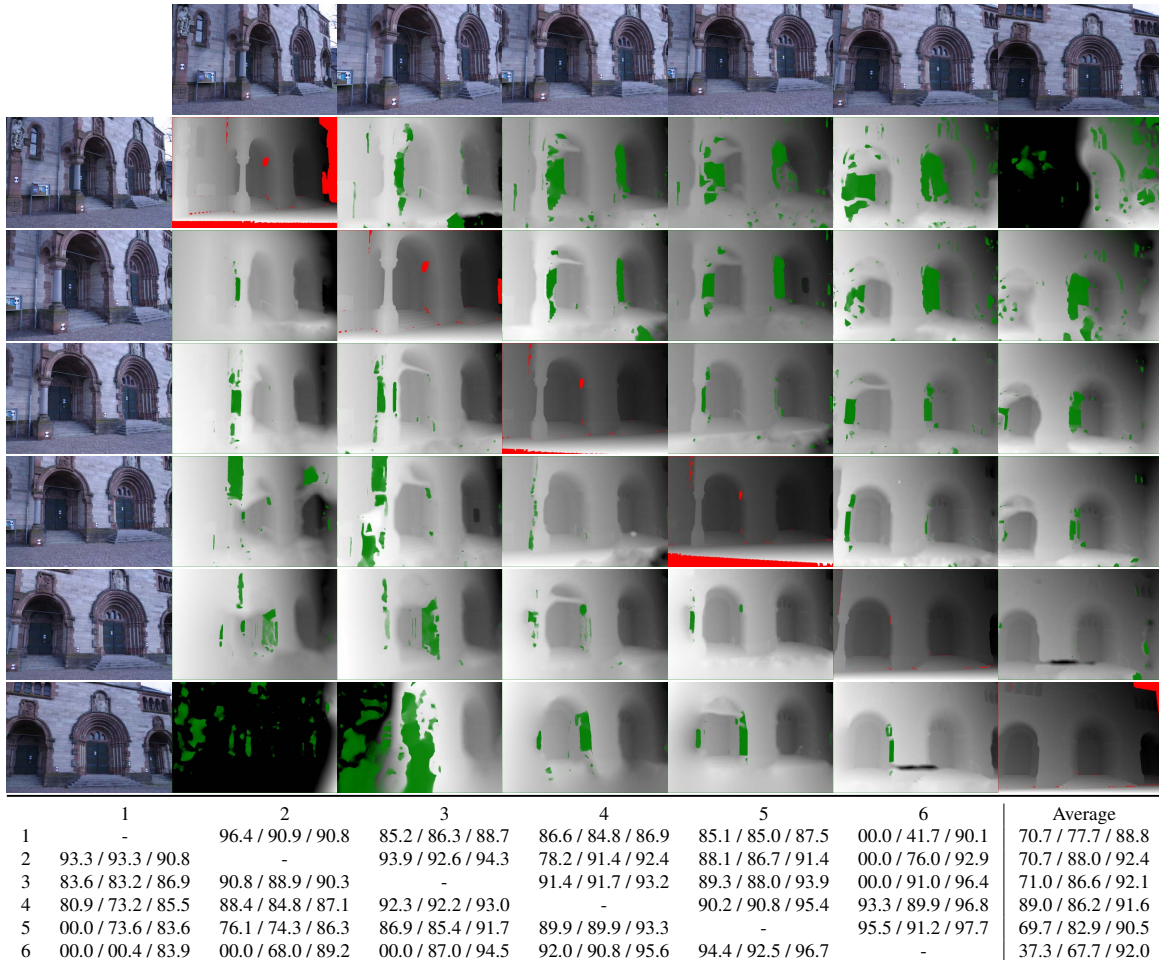 1 2 3 4 5 6 Average
1 - 96.4 / 90.9 / 90.8 85.2 / 86.3 / 88.7 86.6 / 84.8 / 86.9 85.1 / 85.0 / 87.5 00.0 / 41.7 / 90.1 70.7 / 77.7 / 88.8
2 93.3 / 93.3 / 90.8 - 93.9 / 92.6 / 94.3 78.2 / 91.4 / 92.4 88.1 / 86.7 / 91.4 00.0 / 76.0 / 92.9 70.7 / 88.0 / 92.4
3 83.6 / 83.2 / 86.9 90.8 / 88.9 / 90.3 - 91.4 / 91.7 / 93.2 89.3 / 88.0 / 93.9 00.0 / 91.0 / 96.4 71.0 / 86.6 / 92.1
4 80.9 / 73.2 / 85.5 88.4 / 84.8 / 87.1 92.3 / 92.2 / 93.0 - 90.2 / 90.8 / 95.4 93.3 / 89.9 / 96.8 89.0 / 86.2 / 91.6
5 00.0 / 73.6 / 83.6 76.1 / 74.3 / 86.3 86.9 / 85.4 / 91.7 89.9 / 89.9 / 93.3 - 95.5 / 91.2 / 97.7 69.7 / 82.9 / 90.5
6 00.0 / 00.4 / 83.9 00.0 / 68.0 / 89.2 00.0 / 87.0 / 94.5 92.0 / 90.8 / 95.6 94.4 / 92.5 / 96.7 - 37.3 / 67.7 / 92.0